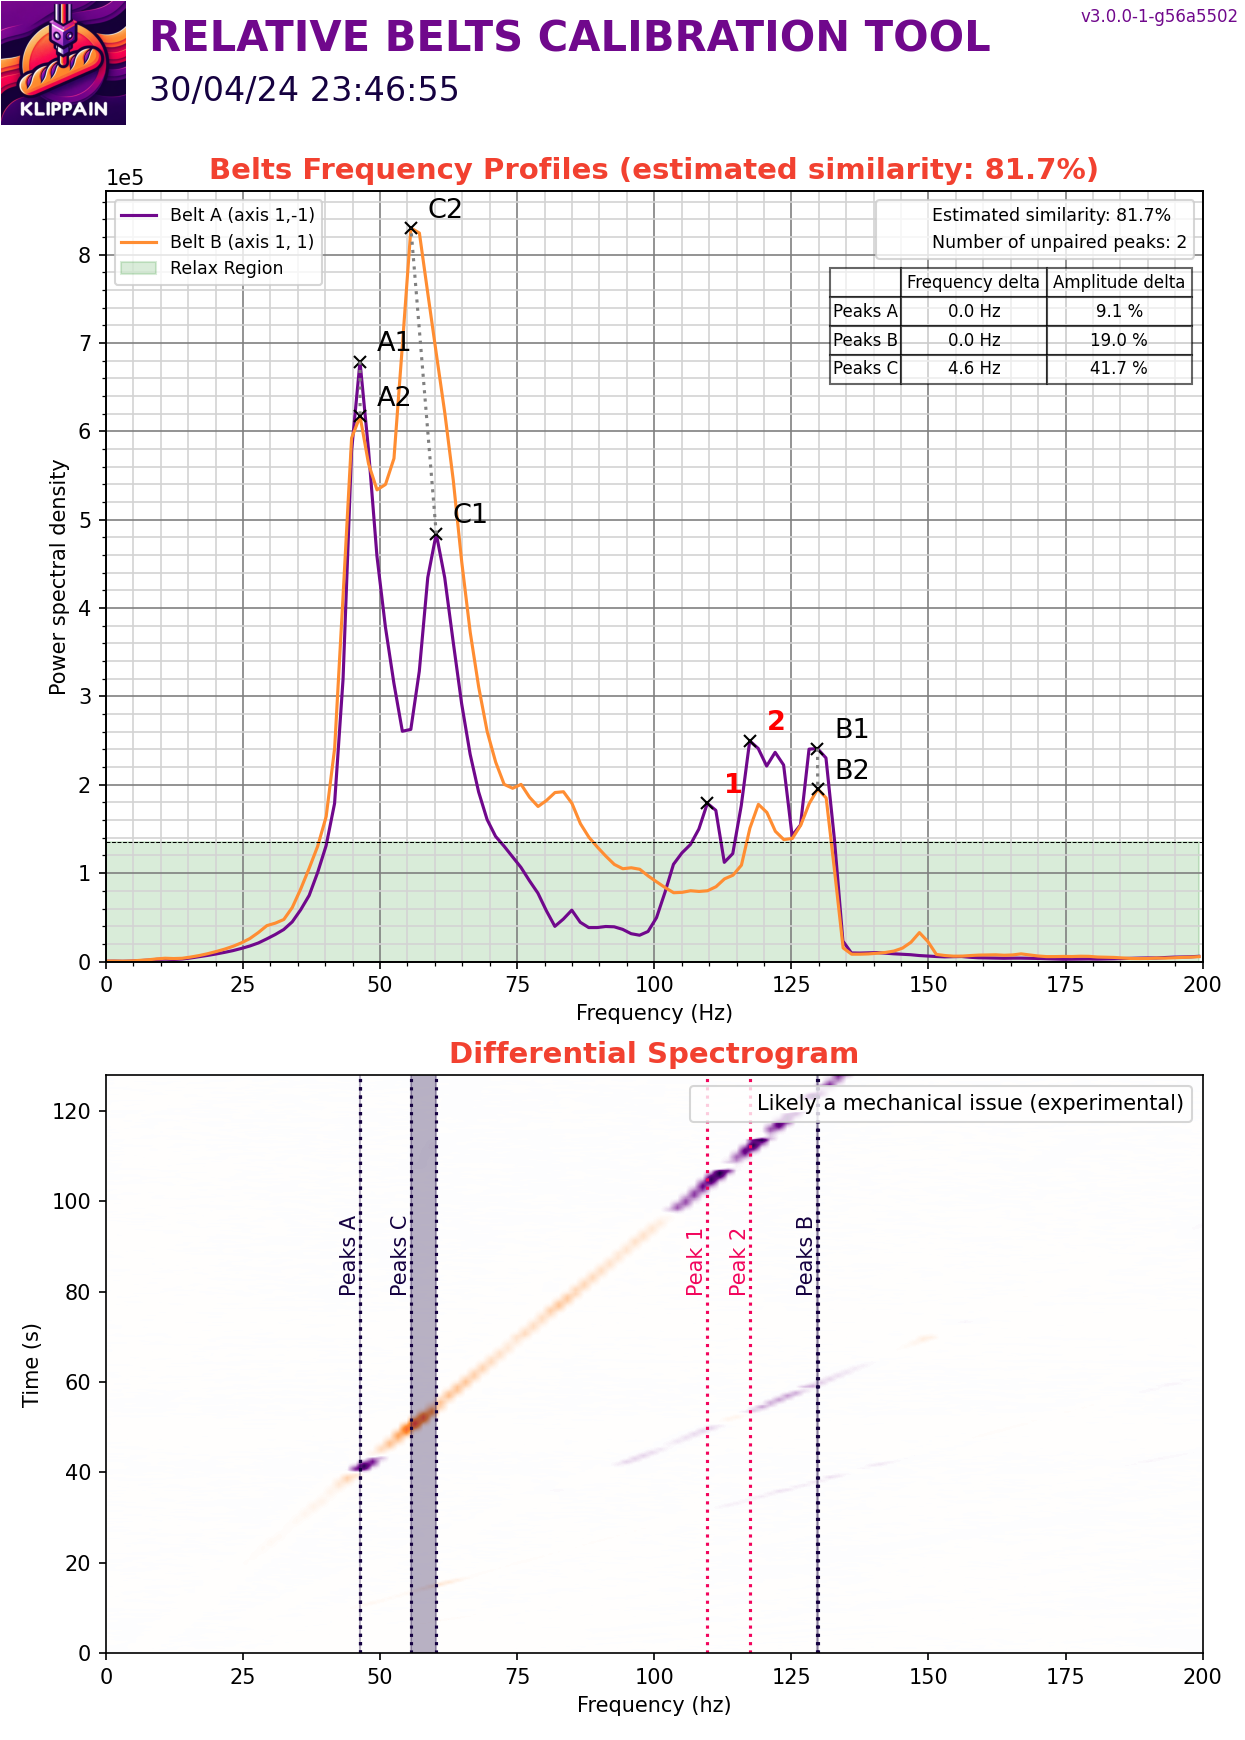 KLIPPAIN
RELATIVE BELTS CALIBRATION TOOL
v3.0.0-1-g56a5502
30/04/24 23:46:55
Belts Frequency Profiles (estimated similarity: 81.7%)
1e5
Belt A (axis 1,-1)
Belt B (axis 1, 1)
Relax Region
Estimated similarity: 81.7%
Number of unpaired peaks: 2
Frequency delta Amplitude delta
Peaks A 0.0 Hz 9.1 %
Peaks B 0.0 Hz 19.0 %
Peaks C 4.6 Hz 41.7 %
C2
A1
A2
C1
2
1
B1
B2
Power spectral density
8
7
6
5
4
3
2
1
0
0 25 50 75 100 125 150 175 200
Frequency (Hz)
Differential Spectrogram
Likely a mechanical issue (experimental)
Peaks A
Peaks C
Peak 1
Peak 2
Peaks B
Time (s)
120
100
80
60
40
20
0
0 25 50 75 100 125 150 175 200
Frequency (hz)